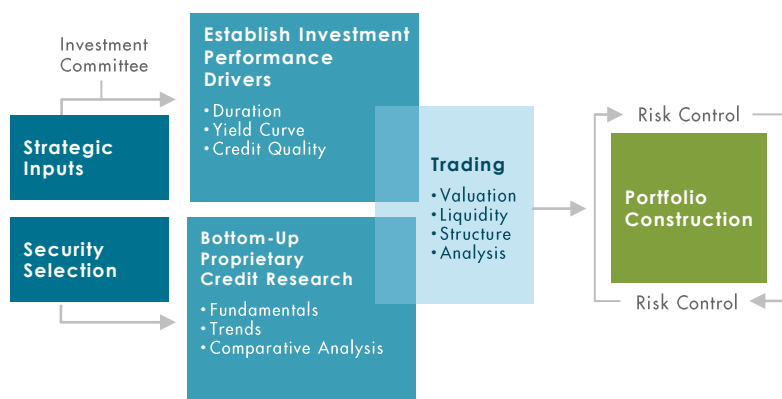 Investment
Committee
Strategic
Inputs
Establish Investment
Performance
Drivers
• Duration
• Yield Curve
• Credit Quality
Security
Selection
Bottom-Up
Proprietary
Credit Research
• Fundamentals
• Trends
• Comparative Analysis
Trading
• Valuation
• Liquidity
• Structure
• Analysis
Risk Control
Portfolio
Construction
Risk Control